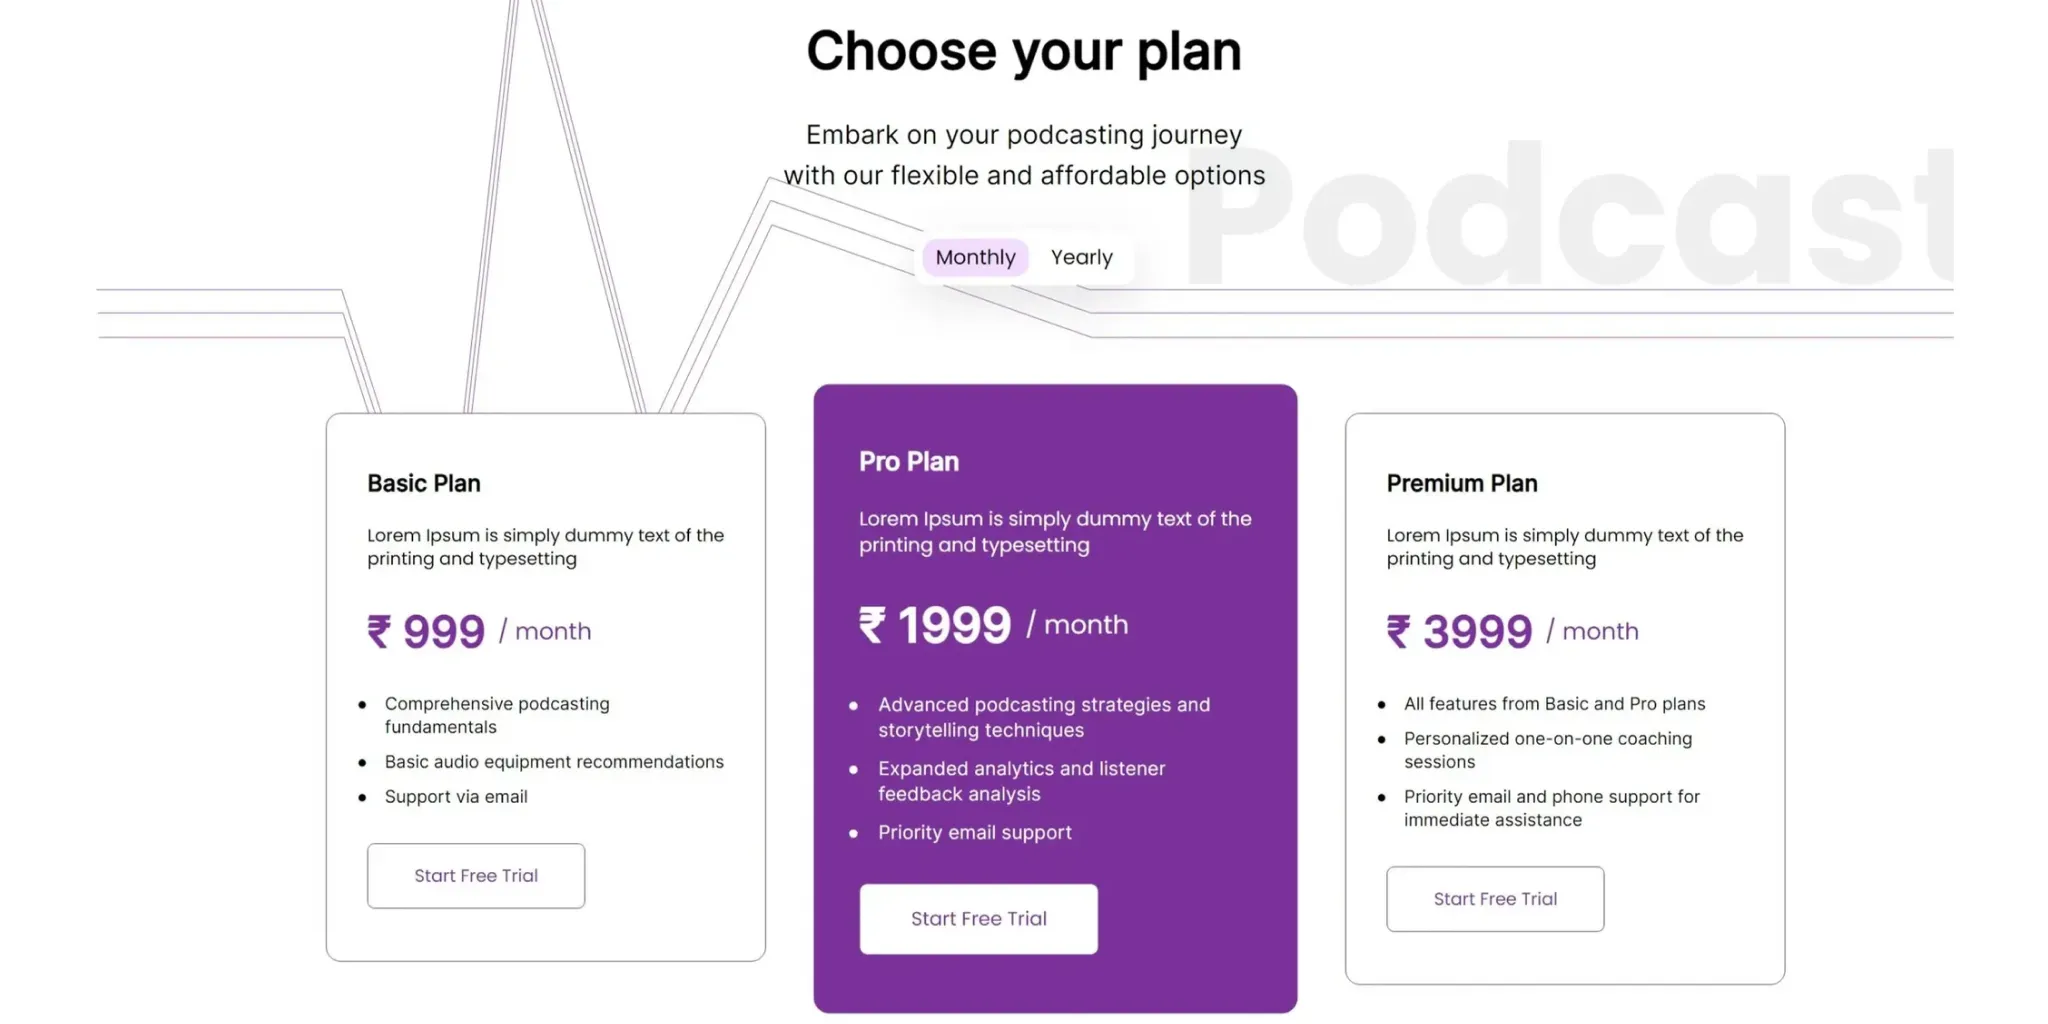 Choose your plan
Embark on your podcasting journey
with our flexible and affordable options
Podcast
Monthly Yearly
Basic Plan
Lorem Ipsum is simply dummy text of the
printing and typesetting
₹ 999 / month
• Comprehensive podcasting
fundamentals
• Basic audio equipment recommendations
• Support via email
Start Free Trial
Pro Plan
Lorem Ipsum is simply dummy text of the
printing and typesetting
₹ 1999 / month
• Advanced podcasting strategies and
storytelling techniques
• Expanded analytics and listener
feedback analysis
• Priority email support
Start Free Trial
Premium Plan
Lorem Ipsum is simply dummy text of the
printing and typesetting
₹ 3999 / month
• All features from Basic and Pro plans
• Personalized one-on-one coaching
sessions
• Priority email and phone support for
immediate assistance
Start Free Trial